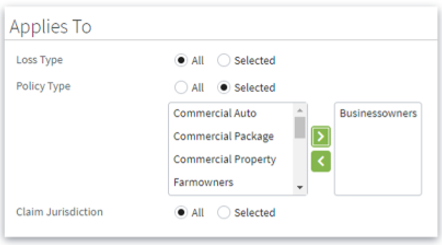 Applies To
Loss Type All Selected
Policy Type All Selected
Commercial Auto Businessowners
Commercial Package
Commercial Property
Farmowners
Claim Jurisdiction All Selected